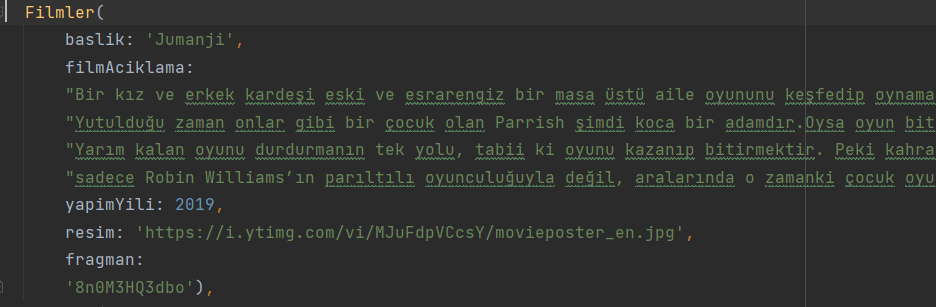 Filmler(
baslik: 'Jumanji',
filmAciklama:
"Bir kız ve erkek kardeşi eski ve esrarengiz bir masa üstü aile oyununu keşfedip oynama
"Yutulduğu zaman onlar gibi bir çocuk olan Parrish şimdi koca bir adamdır.Oysa oyun bit
"Yarım kalan oyunu durdurmanın tek yolu, tabii ki oyunu kazanıp bitirmektir. Peki kahra
"sadece Robin Williams’ın parıltılı oyunculuğuyla değil, aralarında o zamanki çocuk oyu
yapimYili: 2019,
resim: 'https://i.ytimg.com/vi/MJuFdpVCcsY/movieposter_en.jpg',
fragman:
'8n0M3HQ3dbo'),